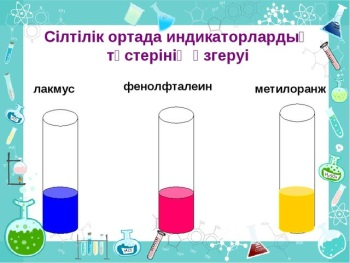 Сілтілік ортада индикаторлардың
түстерінің өзгеруі
лакмус
фенолфталеин
метилоранж